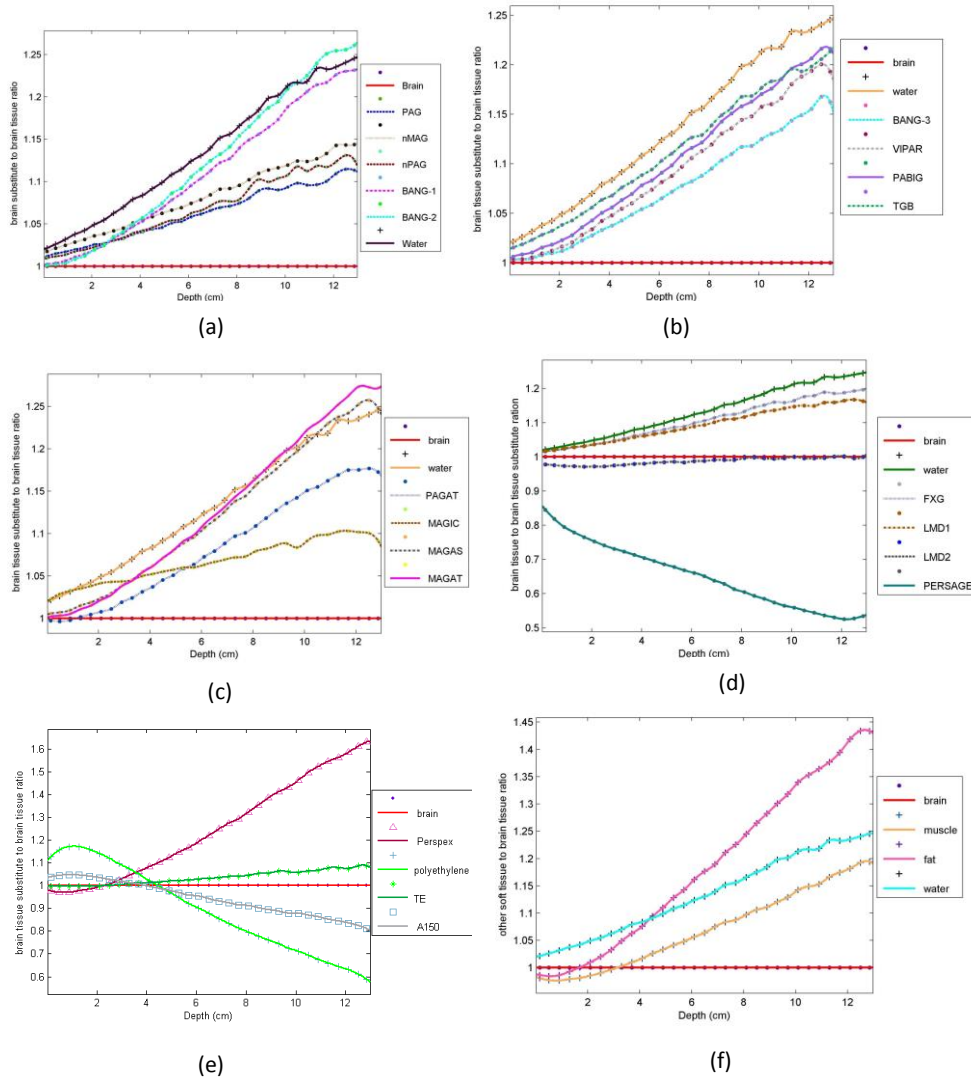 brain substitute to brain tissue ratio
1.25
1.2
1.15
1.1
1.05
1
2
4
6
8
10
12
Depth (cm)
Brain
PAG
nMAG
nPAG
BANG-1
BANG-2
Water
(a)
brain tissue substitute to brain tissue ratio
1.25
1.2
1.15
1.1
1.05
1
2
4
6
8
10
12
Depth (cm)
brain
water
BANG-3
VIPAR
PABIG
TGB
(b)
brain tissue substitute to brain tissue ratio
1.25
1.2
1.15
1.1
1.05
1
2
4
6
8
10
12
Depth (cm)
brain
water
PAGAT
MAGIC
MAGAS
MAGAT
(c)
brain tissue to brain tissue substitute ration
1.2
1.1
1
0.9
0.8
0.7
0.6
0.5
2
4
6
8
10
12
Depth (cm)
brain
water
FXG
LMD1
LMD2
PERSAGE
(d)
brain tissue substitute to brain tissue ratio
1.6
1.5
1.4
1.3
1.2
1.1
1
0.9
0.8
0.7
0.6
2
4
6
8
10
12
Depth (cm)
brain
Perspex
polyethylene
TE
A150
(e)
other soft tissue to brain tissue ratio
1.45
1.4
1.35
1.3
1.25
1.2
1.15
1.1
1.05
1
0.95
0
2
4
6
8
10
12
Depth (cm)
brain
muscle
fat
water
(f)